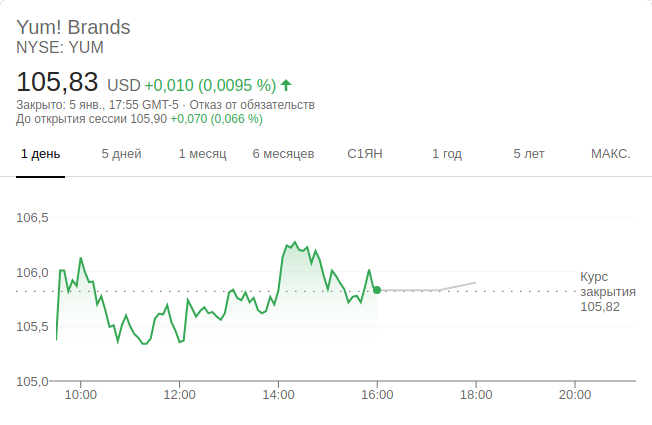 Yum! Brands
NYSE: YUM
105,83 USD +0,010 (0,0095 %)
Закрыто: 5 янв., 17:55 GMT-5 · Отказ от обязательств
До открытия сессии 105,90 +0,070 (0,066 %)
1 день 5 дней 1 месяц 6 месяцев С1ЯН 1 год 5 лет МАКС.
106,5
106,0
Курс
закрытия
105,82
105,5
105,0
10:00 12:00 14:00 16:00 18:00 20:00